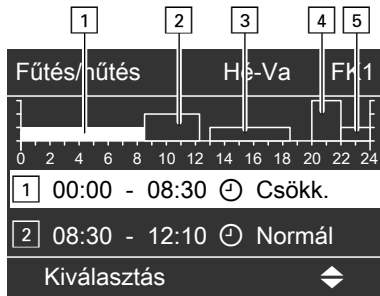 1 2 3 4 5
Fűtés/hűtés Hé-Va FK1
0 2 4 6 8 10 12 14 16 18 20 22 24
1 00:00 - 08:30 Csökk.
2 08:30 - 12:10 Normál
Kiválasztás